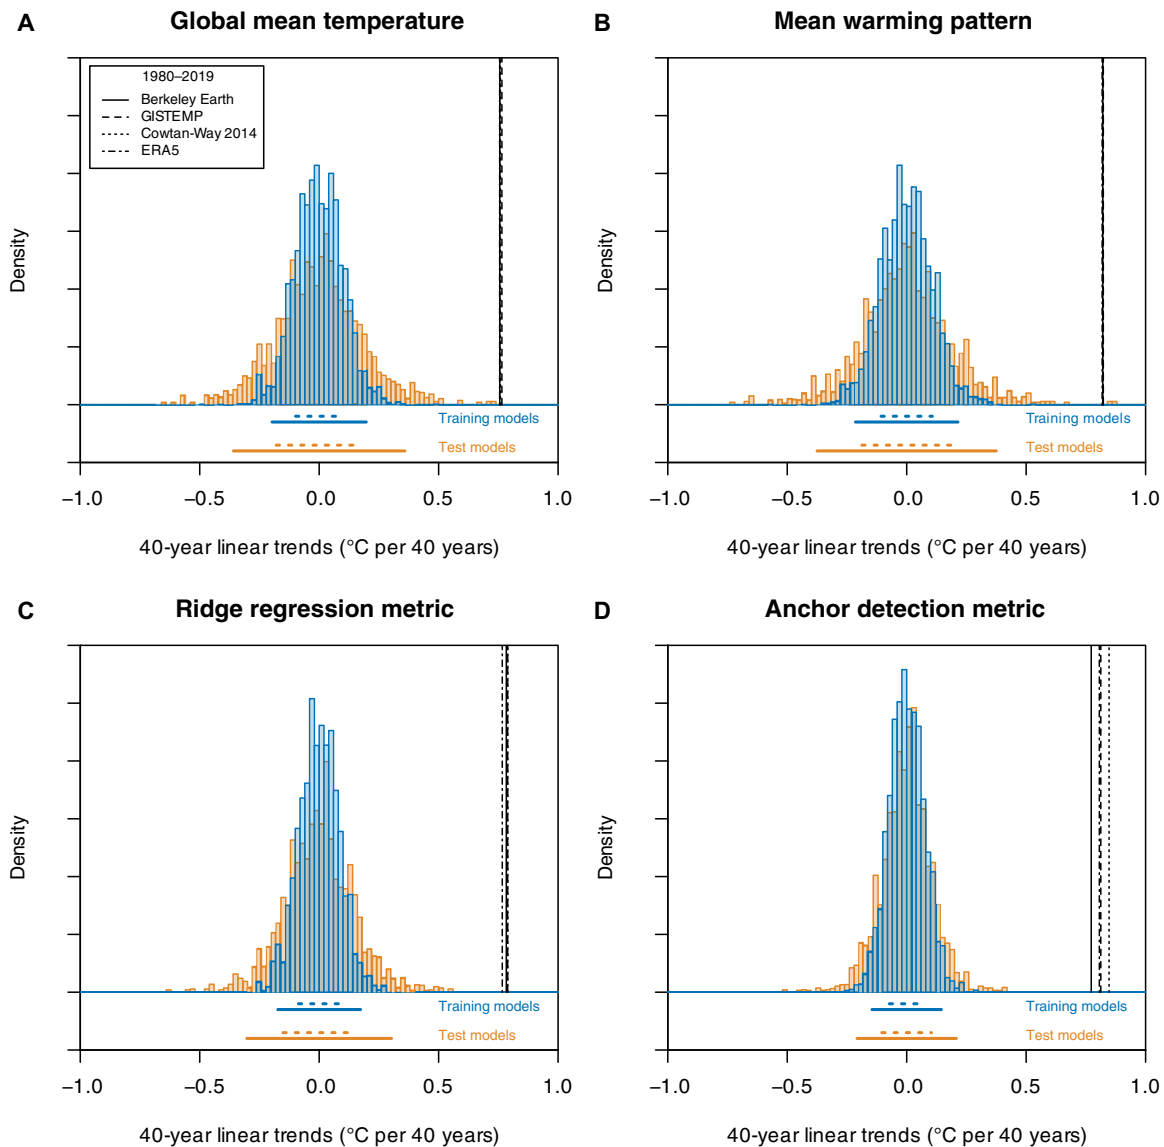 A
Global mean temperature
1980–2019
Berkeley Earth
GISTEMP
Cowtan-Way 2014
ERA5
Density
Training models
Test models
−1.0 −0.5 0.0 0.5 1.0
40-year linear trends (°C per 40 years)
B
Mean warming pattern
Density
Training models
Test models
−1.0 −0.5 0.0 0.5 1.0
40-year linear trends (°C per 40 years)
C
Ridge regression metric
Density
Training models
Test models
−1.0 −0.5 0.0 0.5 1.0
40-year linear trends (°C per 40 years)
D
Anchor detection metric
Density
Training models
Test models
−1.0 −0.5 0.0 0.5 1.0
40-year linear trends (°C per 40 years)